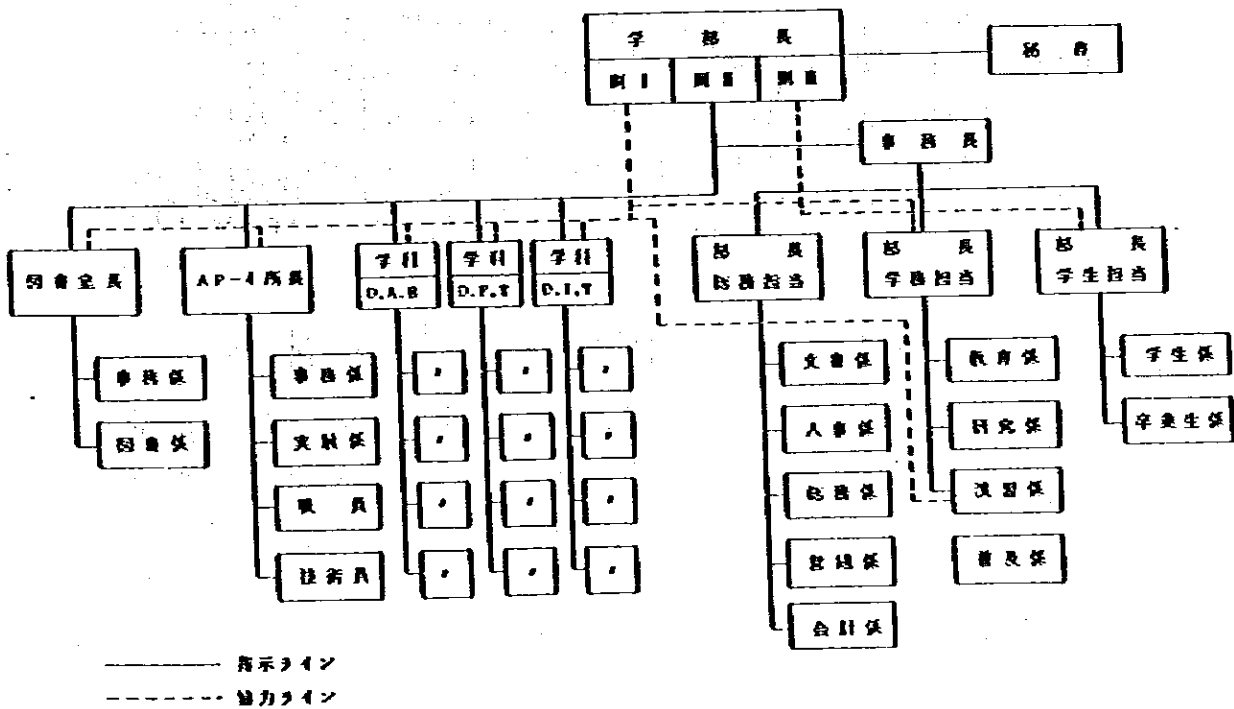 学部長
秘書
副Ⅰ
副Ⅱ
副Ⅲ
事務長
図書室長
AP-4所長
学科
D.A.B
学科
D.F.T
学科
D.I.T
部長
総務担当
部長
学務担当
部長
学生担当
事務係
図書係
事務係
実験係
職員
技術員
〃 〃 〃
〃 〃 〃
〃 〃 〃
〃 〃 〃
文書係
人事係
総務係
営繕係
会計係
教育係
研究係
演習係
普及係
学生係
卒業生係
指示ライン
協力ライン